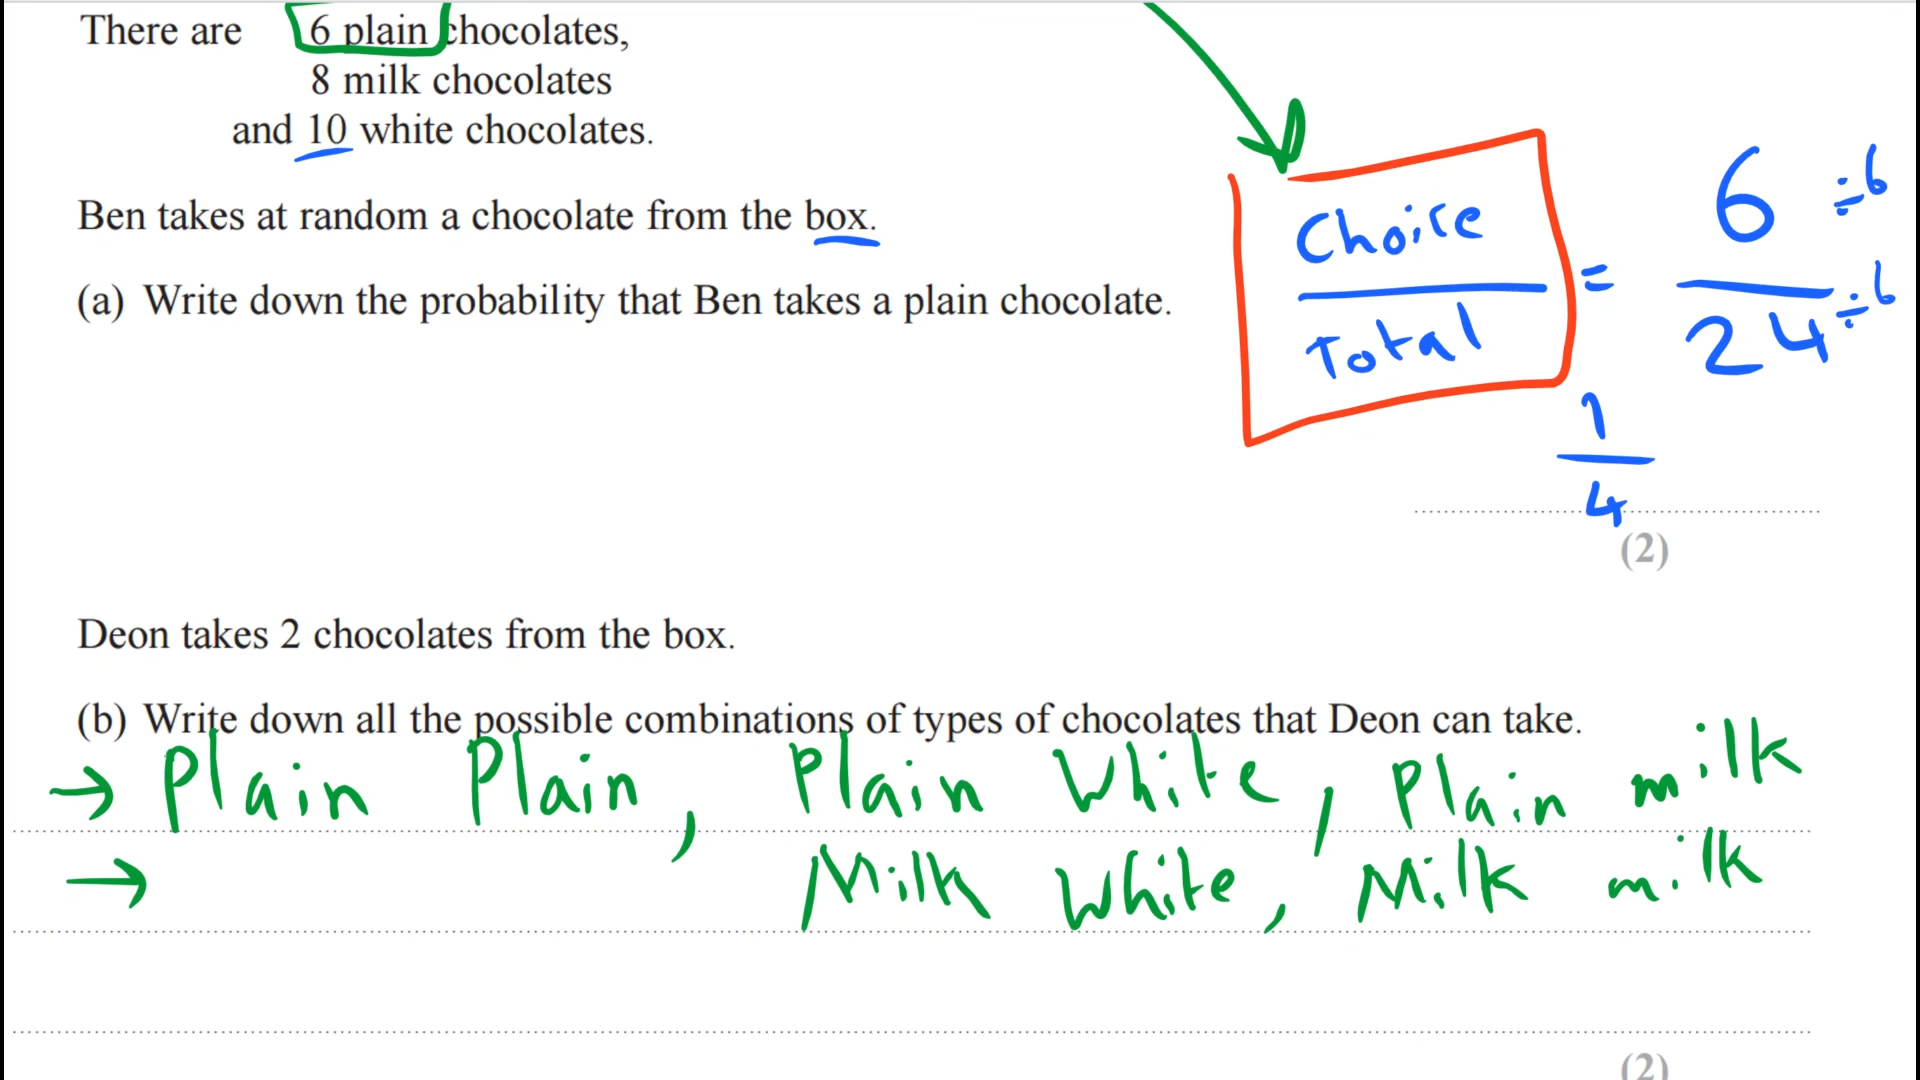 There are 6 plain chocolates,
8 milk chocolates
and 10 white chocolates.
Ben takes at random a chocolate from the box.
(a) Write down the probability that Ben takes a plain chocolate.
Choice
Total
=
6 ÷6
24 ÷6
1
4
(2)
Deon takes 2 chocolates from the box.
(b) Write down all the possible combinations of types of chocolates that Deon can take.
→ Plain Plain, Plain White, Plain milk
→ Milk White, Milk milk
(2)